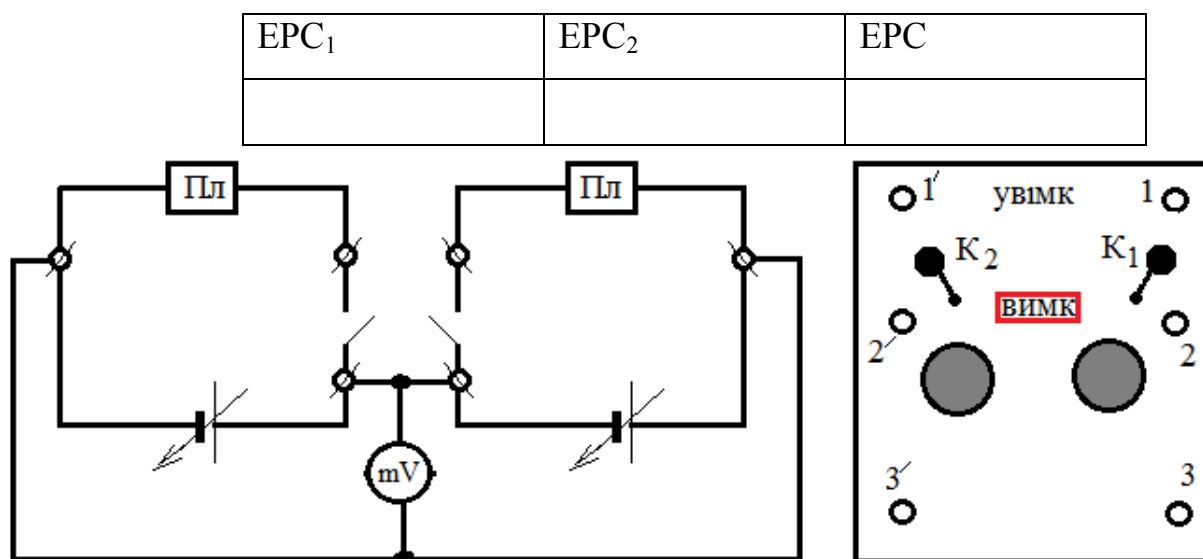 ЕРС₁ ЕРС₂ ЕРС
Пл Пл
mV
1′ увімк 1
К₂ К₁
вимк
2′ 2
3′ 3